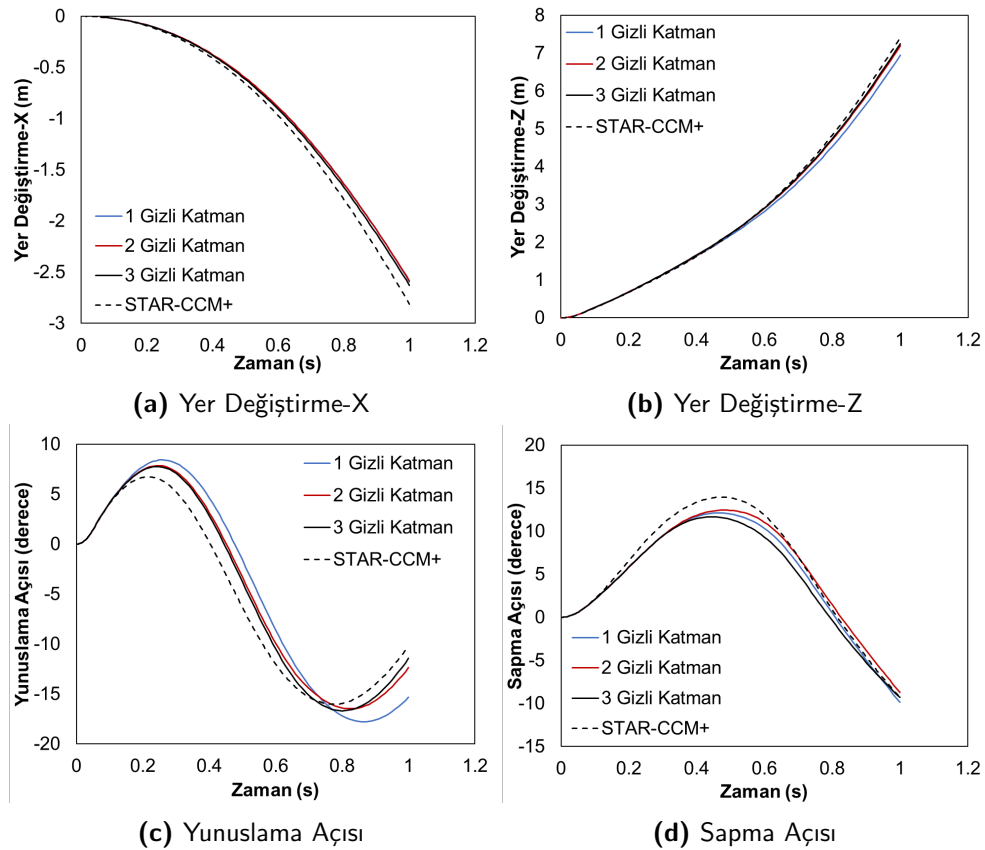 0
-0.5
-1
-1.5
-2
-2.5
-3
Yer Değiştirme-X (m)
1 Gizli Katman
2 Gizli Katman
3 Gizli Katman
STAR-CCM+
0 0.2 0.4 0.6 0.8 1 1.2
Zaman (s)
(a) Yer Değiştirme-X
8
7
6
5
4
3
2
1
0
Yer Değiştirme-Z (m)
1 Gizli Katman
2 Gizli Katman
3 Gizli Katman
STAR-CCM+
0 0.2 0.4 0.6 0.8 1 1.2
Zaman (s)
(b) Yer Değiştirme-Z
10
5
0
-5
-10
-15
-20
Yunuslama Açısı (derece)
1 Gizli Katman
2 Gizli Katman
3 Gizli Katman
STAR-CCM+
0 0.2 0.4 0.6 0.8 1 1.2
Zaman (s)
(c) Yunuslama Açısı
20
15
10
5
0
-5
-10
-15
Sapma Açısı (derece)
1 Gizli Katman
2 Gizli Katman
3 Gizli Katman
STAR-CCM+
0 0.2 0.4 0.6 0.8 1 1.2
Zaman (s)
(d) Sapma Açısı